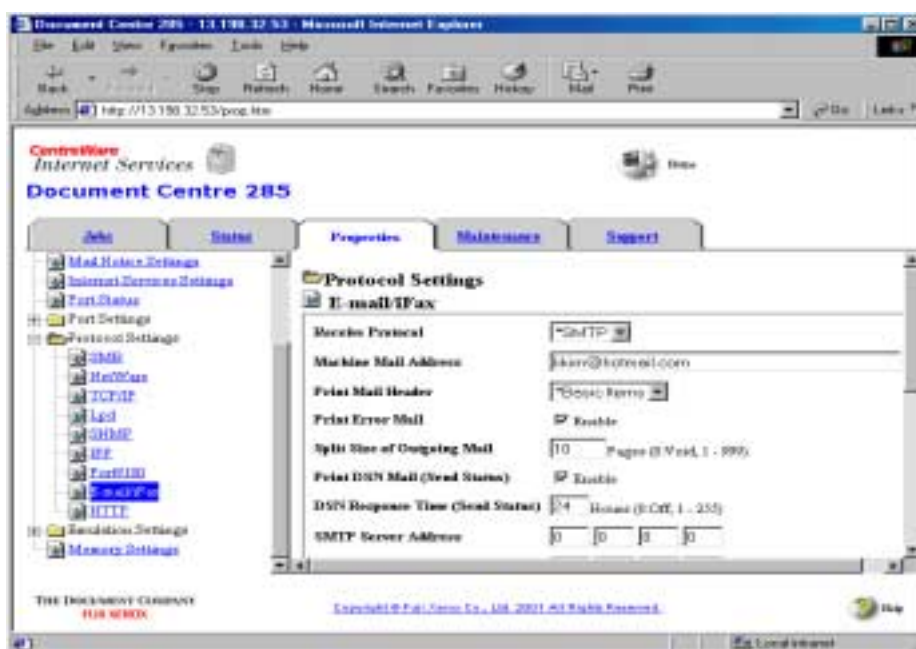 Document Centre 285 - 13.198.32.53 - Microsoft Internet Explorer
File Edit View Favorites Tools Help
Back Stop Refresh Home Search Favorites History Mail Print
Address http://13.198.32.53/prop.htm Go Links
CentreWare
Internet Services
Home
Document Centre 285
Jobs Status Properties Maintenance Support
Mail Notice Settings
Internet Services Settings
Port Status
Port Settings
Protocol Settings
SMB
NetWare
TCP/IP
Lpd
SNMP
IPP
Port9100
E-mail/iFax
HTTP
Emulation Settings
Memory Settings
Protocol Settings
E-mail/iFax
Receive Protocol *SMTP
Machine Mail Address @hotmail.com
Print Mail Header *Basic Items
Print Error Mail Enable
Split Size of Outgoing Mail 10 Pages (0:Void, 1 - 999)
Print DSN Mail (Send Status) Enable
DSN Response Time (Send Status) 24 Hours (0:Off, 1 - 255)
SMTP Server Address 0 0 0 0
THE DOCUMENT COMPANY
FUJI XEROX
Copyright © Fuji Xerox Co., Ltd. 2001 All Rights Reserved.
Help
Local intranet